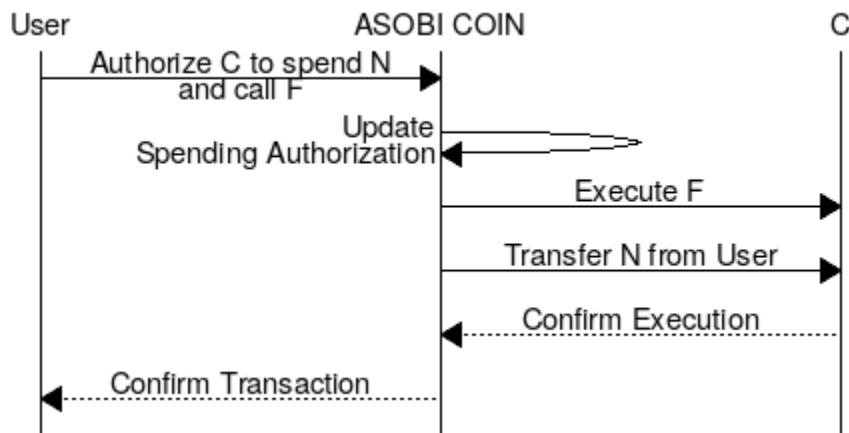 User ASOBI COIN C
Authorize C to spend N
and call F
Update
Spending Authorization
Execute F
Transfer N from User
Confirm Execution
Confirm Transaction